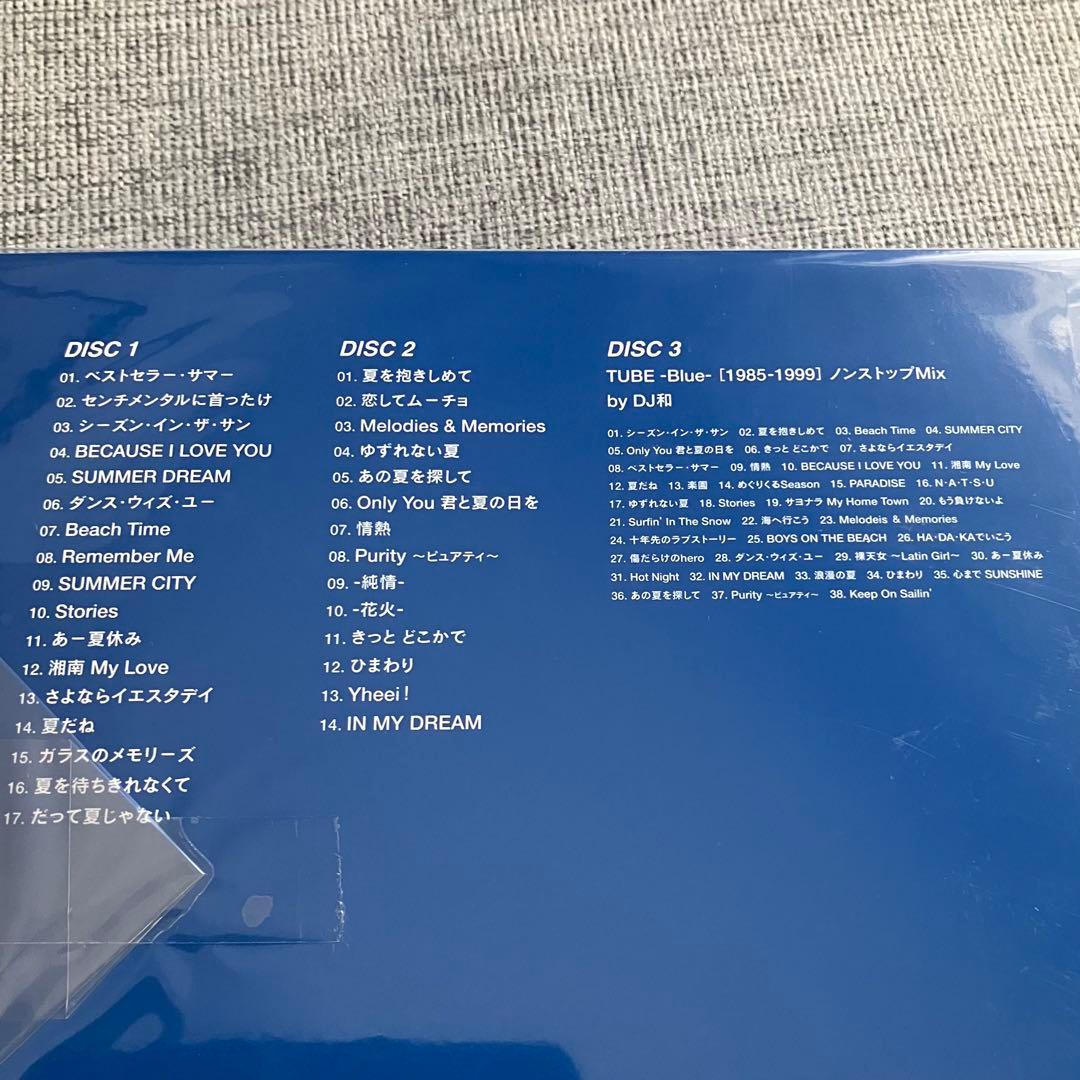 DISC 1
01. ベストセラー・サマー
02. センチメンタルに首ったけ
03. シーズン・イン・ザ・サン
04. BECAUSE I LOVE YOU
05. SUMMER DREAM
06. ダンス・ウィズ・ユー
07. Beach Time
08. Remember Me
09. SUMMER CITY
10. Stories
11. あー夏休み
12. 湘南 My Love
13. さよならイエスタデイ
14. 夏だね
15. ガラスのメモリーズ
16. 夏を待ちきれなくて
17. だって夏じゃない
DISC 2
01. 夏を抱きしめて
02. 恋してムーチョ
03. Melodies & Memories
04. ゆずれない夏
05. あの夏を探して
06. Only You 君と夏の日を
07. 情熱
08. Purity 〜ピュアティ〜
09. -純情-
10. -花火-
11. きっと どこかで
12. ひまわり
13. Yheei!
14. IN MY DREAM
DISC 3
TUBE -Blue- [1985-1999] ノンストップMix
by DJ和
01. シーズン・イン・ザ・サン 02. 夏を抱きしめて 03. Beach Time 04. SUMMER CITY
05. Only You 君と夏の日を 06. きっと どこかで 07. さよならイエスタデイ
08. ベストセラー・サマー 09. 情熱 10. BECAUSE I LOVE YOU 11. 湘南 My Love
12. 夏だね 13. 楽園 14. めぐりくるSeason 15. PARADISE 16. N・A・T・S・U
17. ゆずれない夏 18. Stories 19. サヨナラ My Home Town 20. もう負けないよ
21. Surfin' In The Snow 22. 海へ行こう 23. Melodeis & Memories
24. 十年先のラブストーリー 25. BOYS ON THE BEACH 26. HA・DA・KAでいこう
27. 傷だらけのhero 28. ダンス・ウィズ・ユー 29. 裸天女 〜Latin Girl〜 30. あー夏休み
31. Hot Night 32. IN MY DREAM 33. 浪漫の夏 34. ひまわり 35. 心まで SUNSHINE
36. あの夏を探して 37. Purity 〜ピュアティ〜 38. Keep On Sailin'